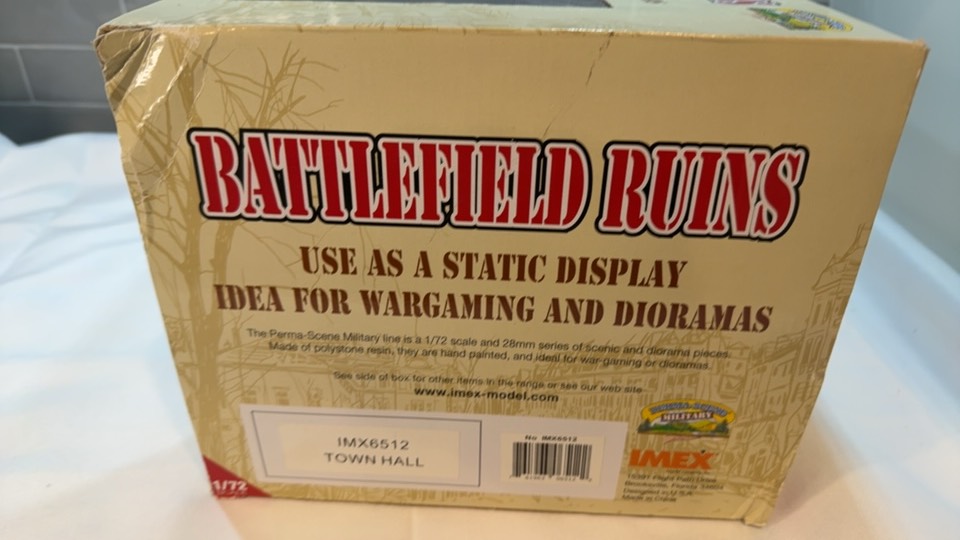 BATTLEFIELD RUINS
USE AS A STATIC DISPLAY
IDEA FOR WARGAMING AND DIORAMAS
The Perma-Scene Military line is a 1/72 scale and 28mm series of scenic and diorama pieces.
Made of polystone resin, they are hand painted, and ideal for war-gaming or dioramas.
See side of box for other items in the range or see our web site
www.imex-model.com
IMX6512
TOWN HALL
No IMX6512
MILITARY
IMEX
Brooksville, Florida
Designed in U.S.A.
Made in China
1/72